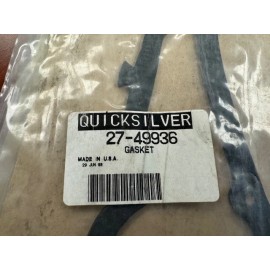 QUICKSILVER
27-49936
GASKET
MADE IN U.S.A.